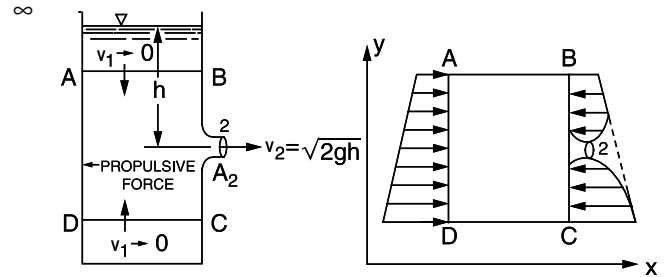 ∞
v₁ → 0
A B
h
2
v₂ = √2gh
A₂
PROPULSIVE
FORCE
D C
v₁ → 0
y
A B
2
D C
x